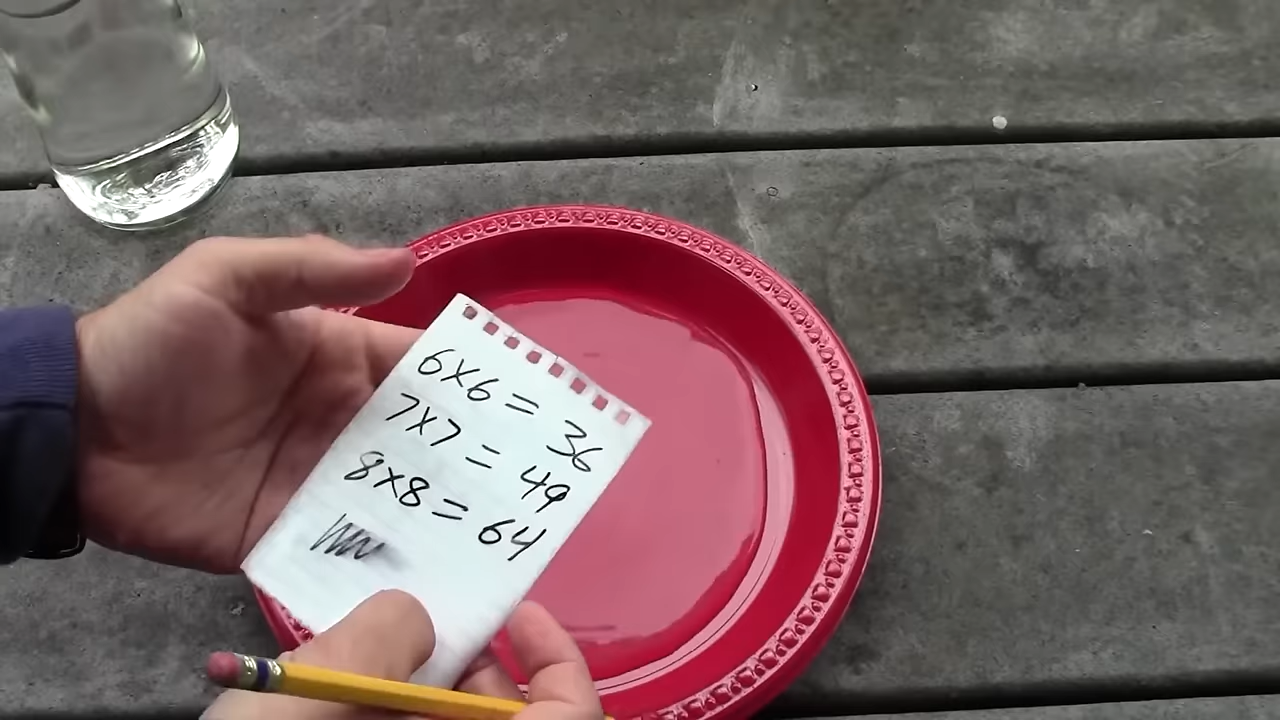 6x6 = 36
7x7 = 49
8x8 = 64